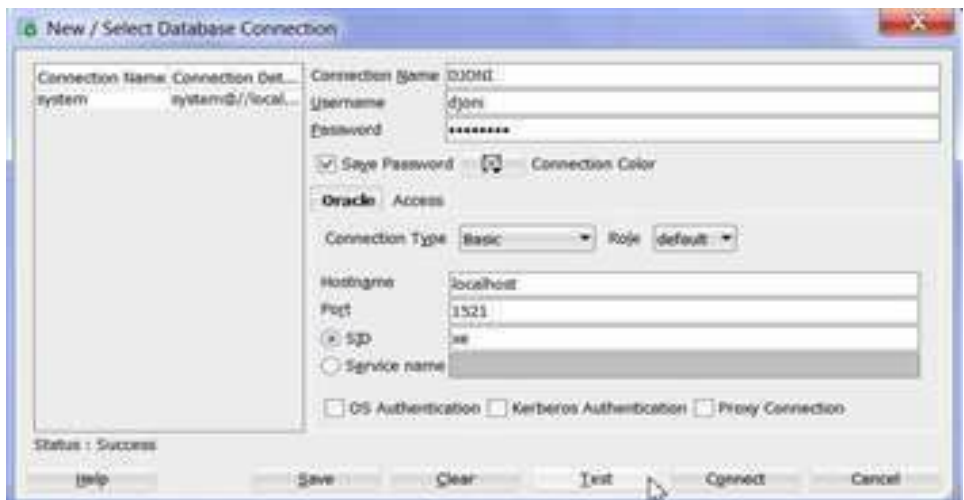 New / Select Database Connection
Connection Name Connection Det...
system system@//local...
Connection Name DJONI
Username djoni
Password ••••••••
Save Password Connection Color
Oracle Access
Connection Type Basic Role default
Hostname localhost
Port 1521
SID xe
Service name
OS Authentication Kerberos Authentication Proxy Connection
Status : Success
Help Save Clear Test Connect Cancel